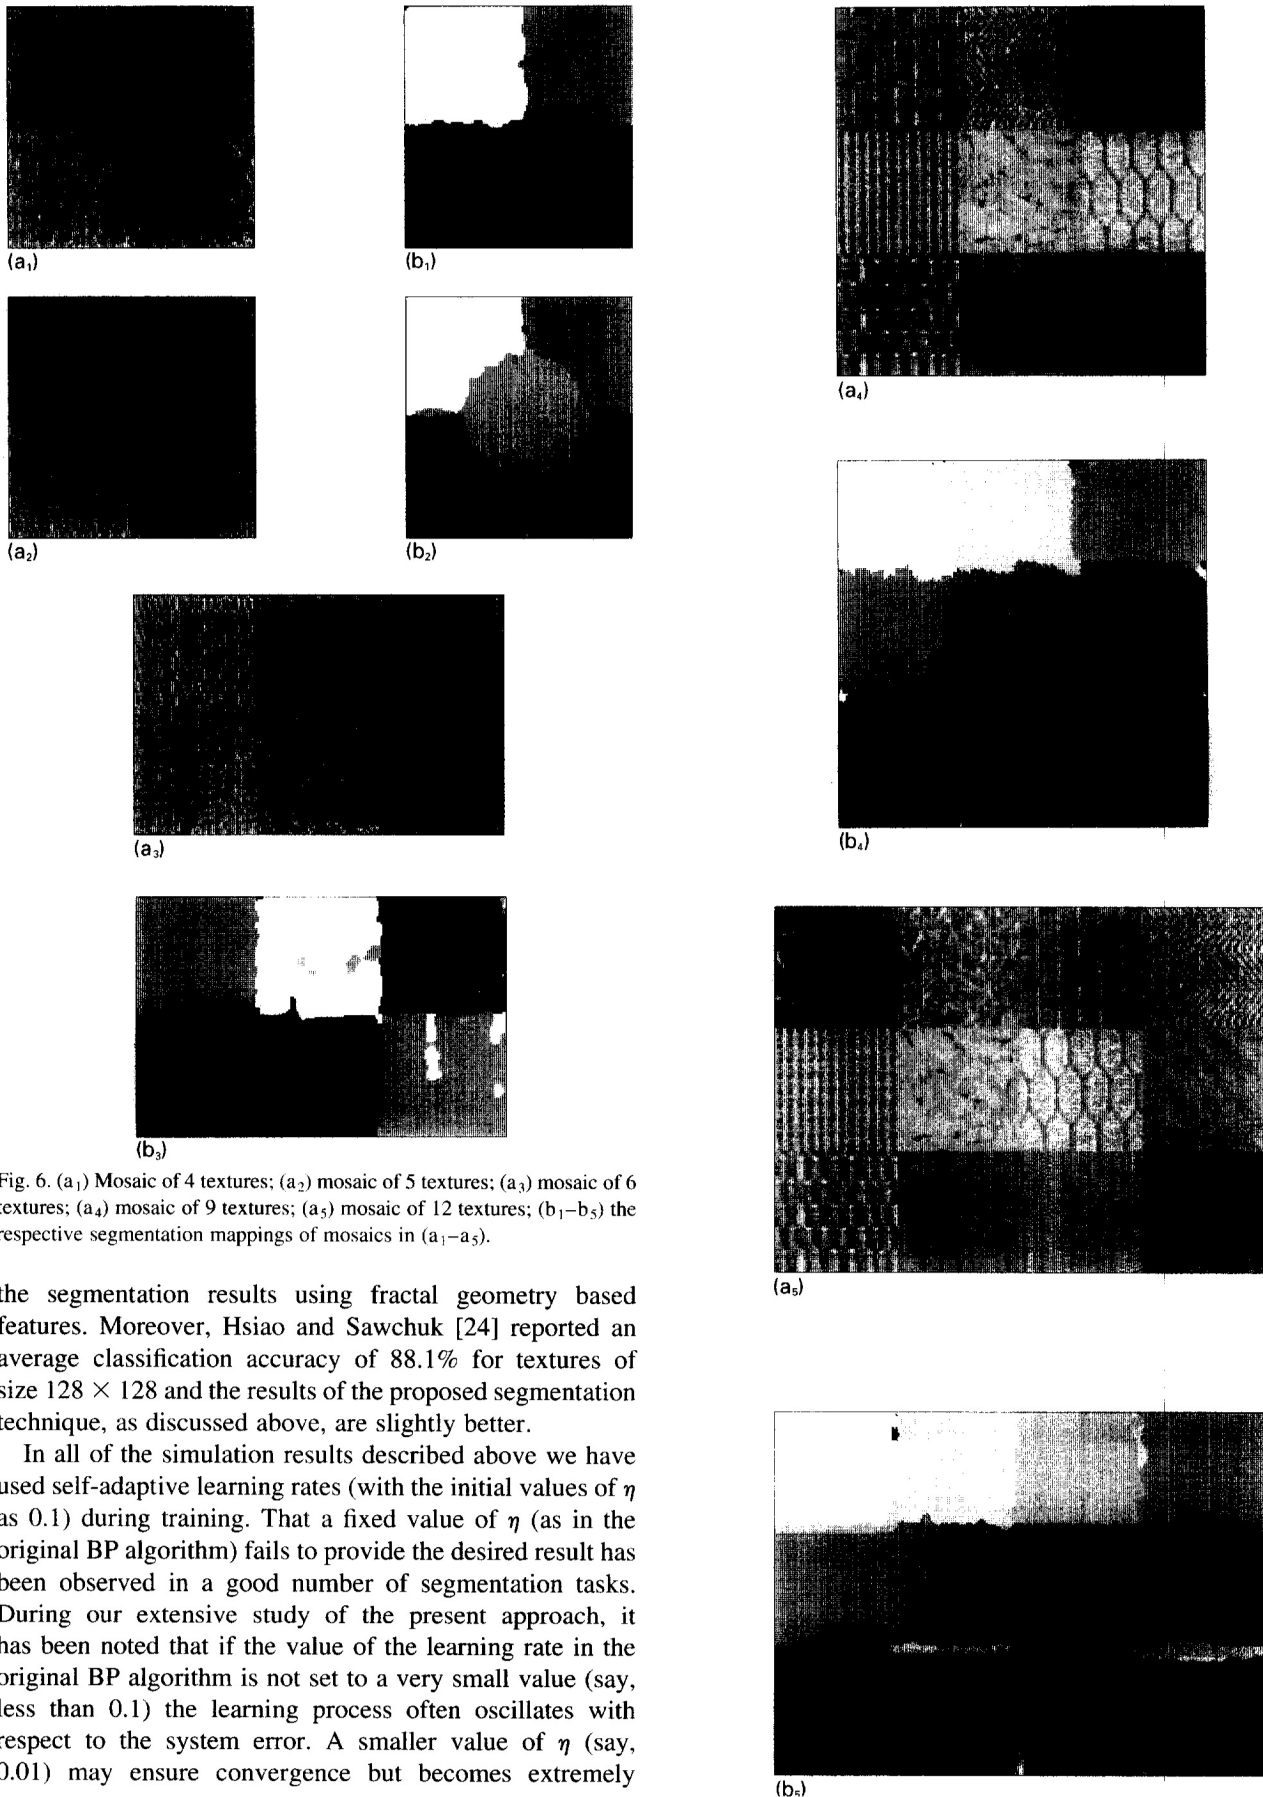 (a₁)
(b₁)
(a₂)
(b₂)
(a₃)
(b₃)
Fig. 6. (a₁) Mosaic of 4 textures; (a₂) mosaic of 5 textures; (a₃) mosaic of 6
textures; (a₄) mosaic of 9 textures; (a₅) mosaic of 12 textures; (b₁–b₅) the
respective segmentation mappings of mosaics in (a₁–a₅).
the segmentation results using fractal geometry based
features. Moreover, Hsiao and Sawchuk [24] reported an
average classification accuracy of 88.1% for textures of
size 128 × 128 and the results of the proposed segmentation
technique, as discussed above, are slightly better.
In all of the simulation results described above we have
used self-adaptive learning rates (with the initial values of η
as 0.1) during training. That a fixed value of η (as in the
original BP algorithm) fails to provide the desired result has
been observed in a good number of segmentation tasks.
During our extensive study of the present approach, it
has been noted that if the value of the learning rate in the
original BP algorithm is not set to a very small value (say,
less than 0.1) the learning process often oscillates with
respect to the system error. A smaller value of η (say,
0.01) may ensure convergence but becomes extremely
(a₄)
(b₄)
(a₅)
(b₅)